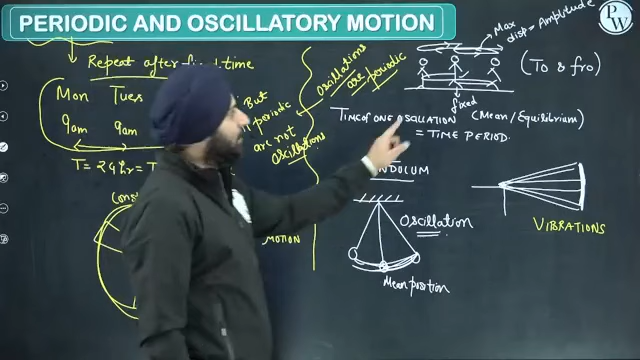 PERIODIC AND OSCILLATORY MOTION
PW
Repeat after fixed time
Mon Tues
9am 9am
T = 24hr = T
Cons
But
periodic
are not
oscillations
MOTION
oscillations
are periodic
Max
disp = Amplitude
(To & fro)
fixed
(Mean/Equilibrium)
TIME OF ONE OSCILLATION
= TIME PERIOD.
NDULUM
Oscillation
Mean position
VIBRATIONS